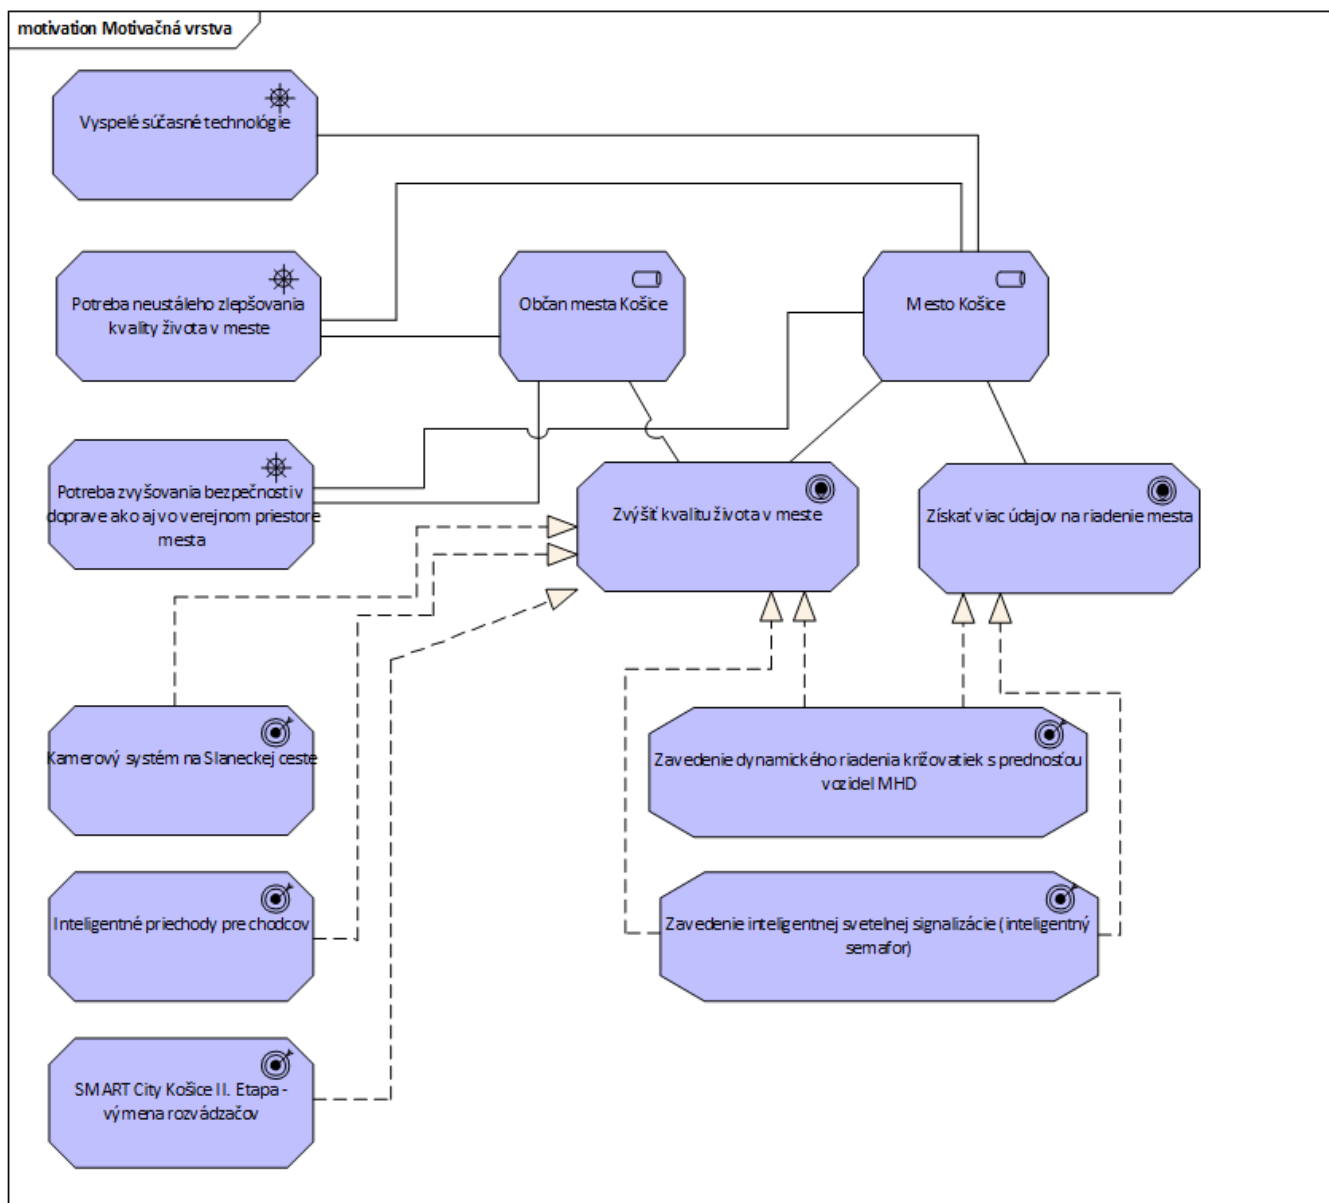 motivation Motivačná vrstva
Vyspelé súčasné technológie
Potreba neustáleho zlepšovania
kvality života v meste
Občan mesta Košice
Mesto Košice
Potreba zvyšovania bezpečnosti v
doprave ako aj vo verejnom priestore
mesta
Zvýšiť kvalitu života v meste
Získať viac údajov na riadenie mesta
Kamerový systém na Slaneckej ceste
Zavedenie dynamického riadenia križovatiek s prednosťou
vozidel MHD
Inteligentné priechody pre chodcov
Zavedenie inteligentnej svetelnej signalizácie (inteligentný
semafor)
SMART City Košice II. Etapa -
výmena rozvádzačov